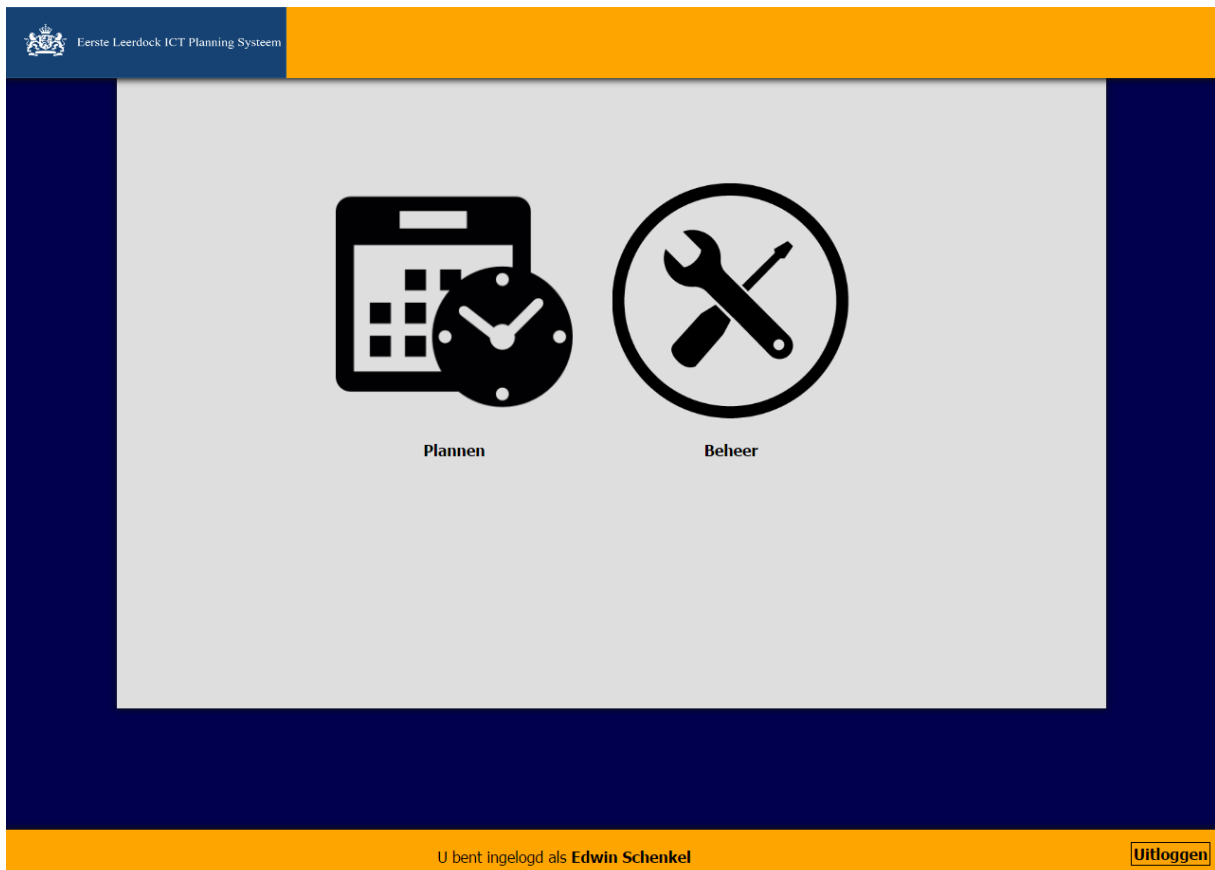 Eerste Leerdock ICT Planning Systeem
Plannen
Beheer
U bent ingelogd als Edwin Schenkel
Uitloggen